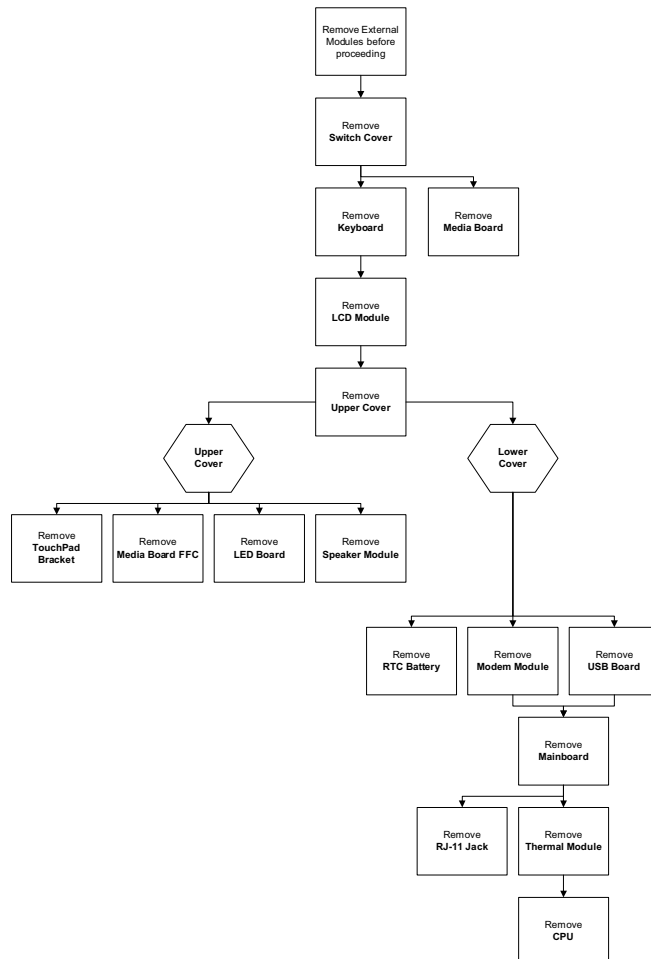 Remove External
Modules before
proceeding
Remove
Switch Cover
Remove
Keyboard
Remove
Media Board
Remove
LCD Module
Remove
Upper Cover
Upper
Cover
Lower
Cover
Remove
TouchPad
Bracket
Remove
Media Board FFC
Remove
LED Board
Remove
Speaker Module
Remove
RTC Battery
Remove
Modem Module
Remove
USB Board
Remove
Mainboard
Remove
RJ-11 Jack
Remove
Thermal Module
Remove
CPU